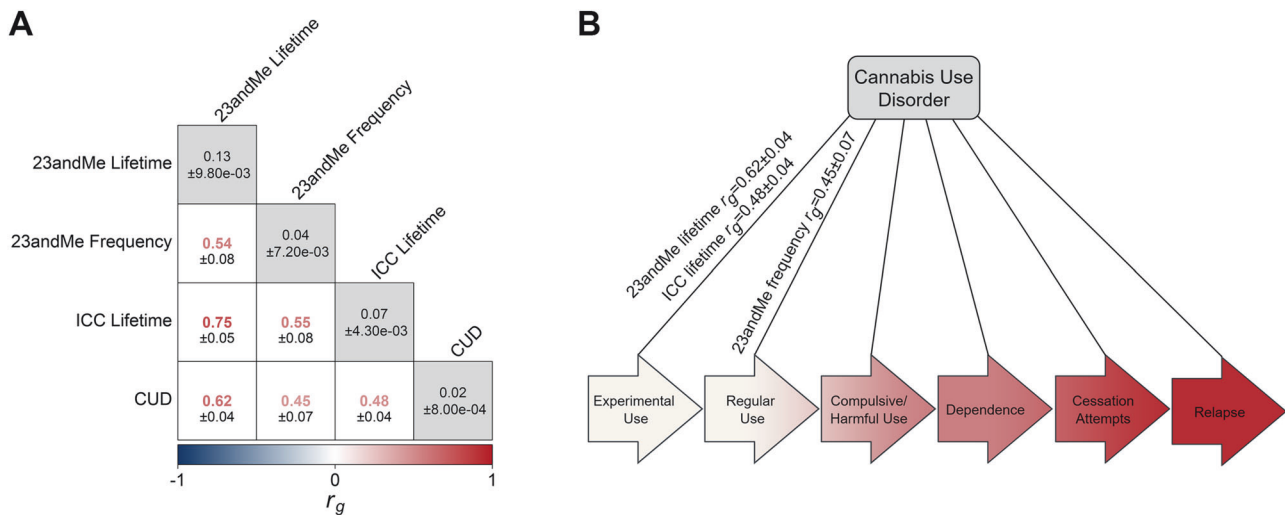 A
23andMe Lifetime
23andMe Frequency
ICC Lifetime
CUD
23andMe Lifetime
0.13
±9.80e-03
23andMe Frequency
0.54
±0.08
0.04
±7.20e-03
ICC Lifetime
0.75
±0.05
0.55
±0.08
0.07
±4.30e-03
CUD
0.62
±0.04
0.45
±0.07
0.48
±0.04
0.02
±8.00e-04
-1
0
1
rg
B
Cannabis Use
Disorder
23andMe lifetime rg=0.62±0.04
ICC lifetime rg=0.48±0.04
23andMe frequency rg=0.45±0.07
Experimental
Use
Regular
Use
Compulsive/
Harmful Use
Dependence
Cessation
Attempts
Relapse